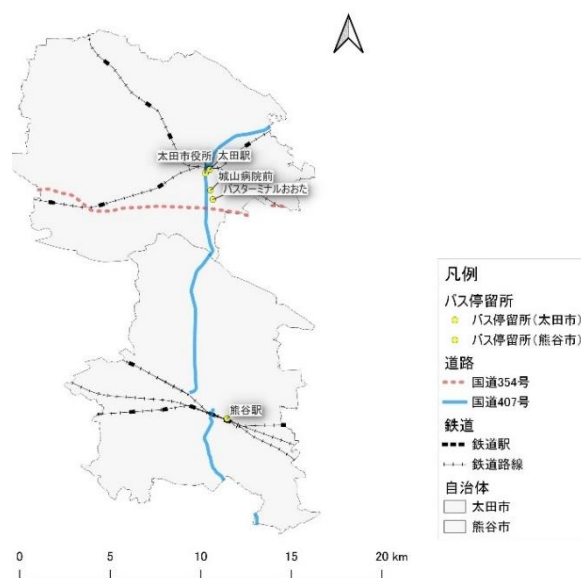 太田市役所
太田駅
城山病院前
バスターミナルおおた
熊谷駅
凡例
バス停留所
バス停留所(太田市)
バス停留所(熊谷市)
道路
国道354号
国道407号
鉄道
鉄道駅
鉄道路線
自治体
太田市
熊谷市
0 5 10 15 20 km